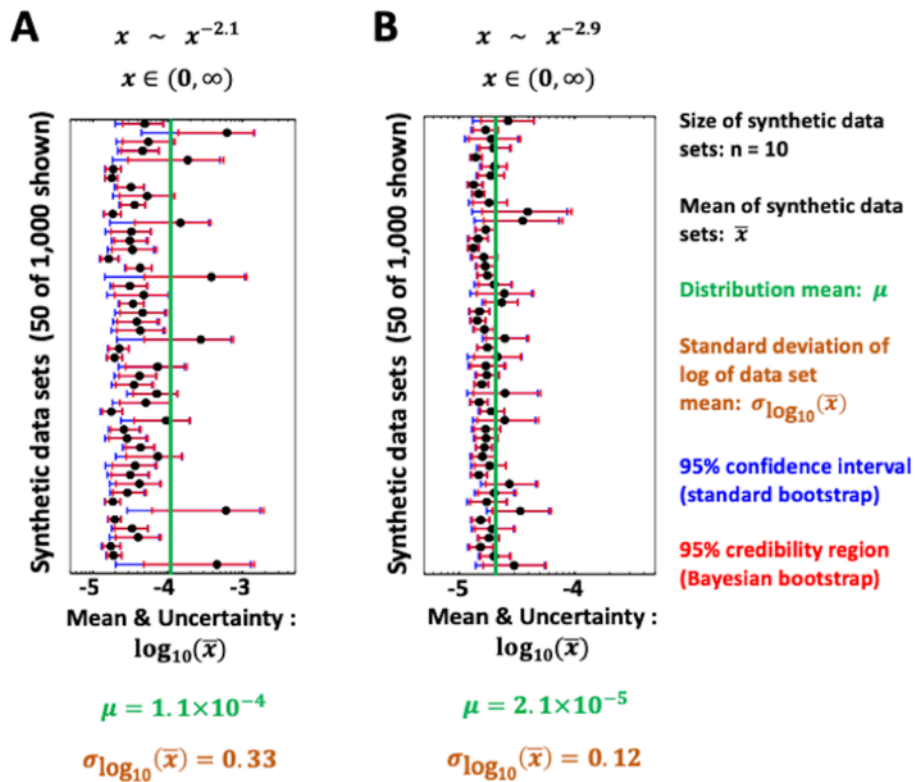 A
x ~ x^−2.1
x ∈ (0, ∞)
Synthetic data sets (50 of 1,000 shown)
-5 -4 -3
Mean & Uncertainty :
log₁₀(x̅)
μ = 1.1×10⁻⁴
σ_log₁₀(x̅) = 0.33
B
x ~ x^−2.9
x ∈ (0, ∞)
Synthetic data sets (50 of 1,000 shown)
-5 -4
Mean & Uncertainty :
log₁₀(x̅)
μ = 2.1×10⁻⁵
σ_log₁₀(x̅) = 0.12
Size of synthetic data
sets: n = 10
Mean of synthetic data
sets: x̅
Distribution mean: μ
Standard deviation of
log of data set
mean: σ_log₁₀(x̅)
95% confidence interval
(standard bootstrap)
95% credibility region
(Bayesian bootstrap)